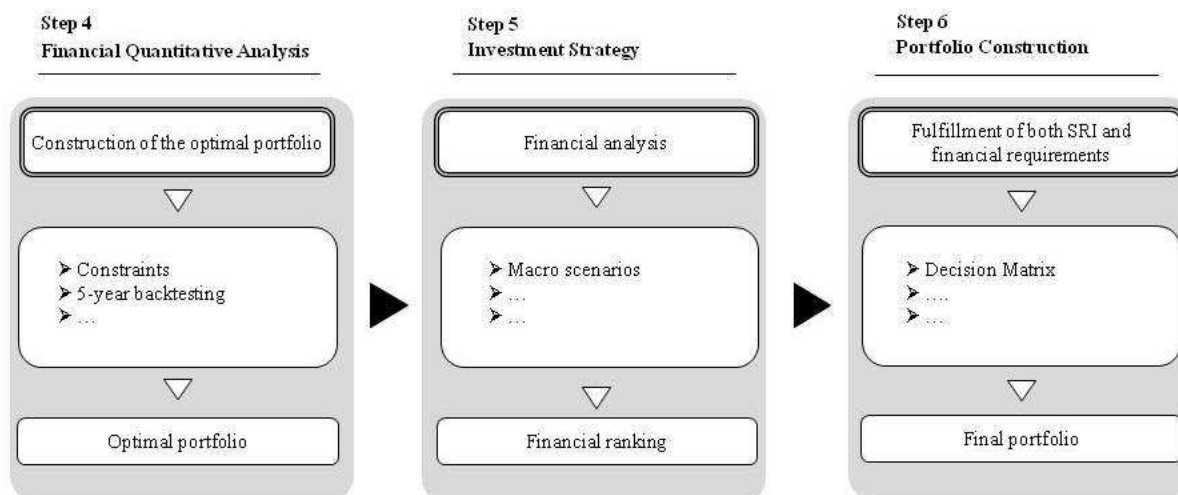 Step 4
Financial Quantitative Analysis
Construction of the optimal portfolio
➢ Constraints
➢ 5-year backtesting
➢ …
Optimal portfolio
Step 5
Investment Strategy
Financial analysis
➢ Macro scenarios
➢ …
➢ …
Financial ranking
Step 6
Portfolio Construction
Fulfillment of both SRI and
financial requirements
➢ Decision Matrix
➢ ….
➢ …
Final portfolio